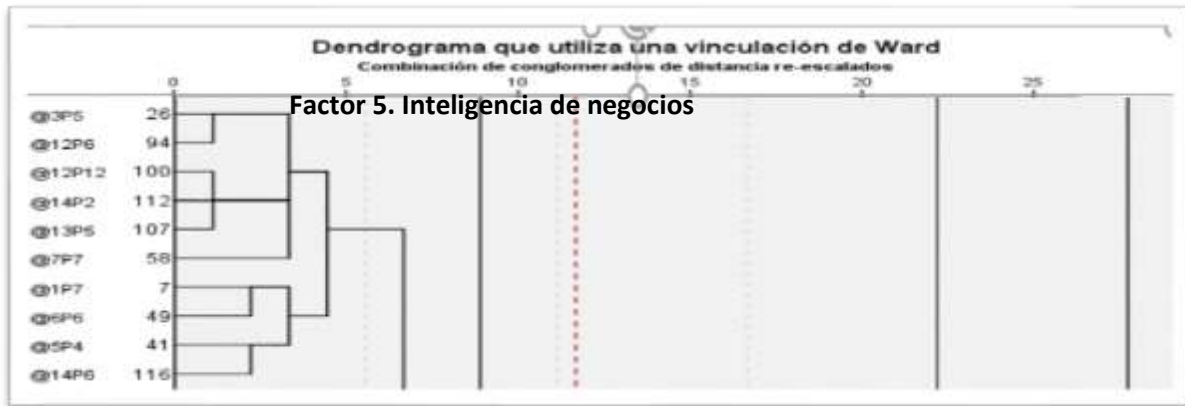 Dendrograma que utiliza una vinculación de Ward
Combinación de conglomerados de distancia re-escalados
0 5 10 15 20 25
Factor 5. Inteligencia de negocios
@3P5 26
@12P6 94
@12P12 100
@14P2 112
@13P5 107
@7P7 58
@1P7 7
@6P6 49
@5P4 41
@14P6 116